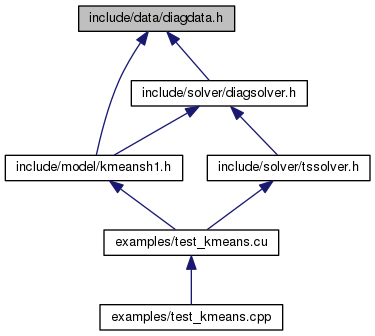 include/data/diagdata.h
include/solver/diagsolver.h
include/model/kmeansh1.h
include/solver/tssolver.h
examples/test_kmeans.cu
examples/test_kmeans.cpp